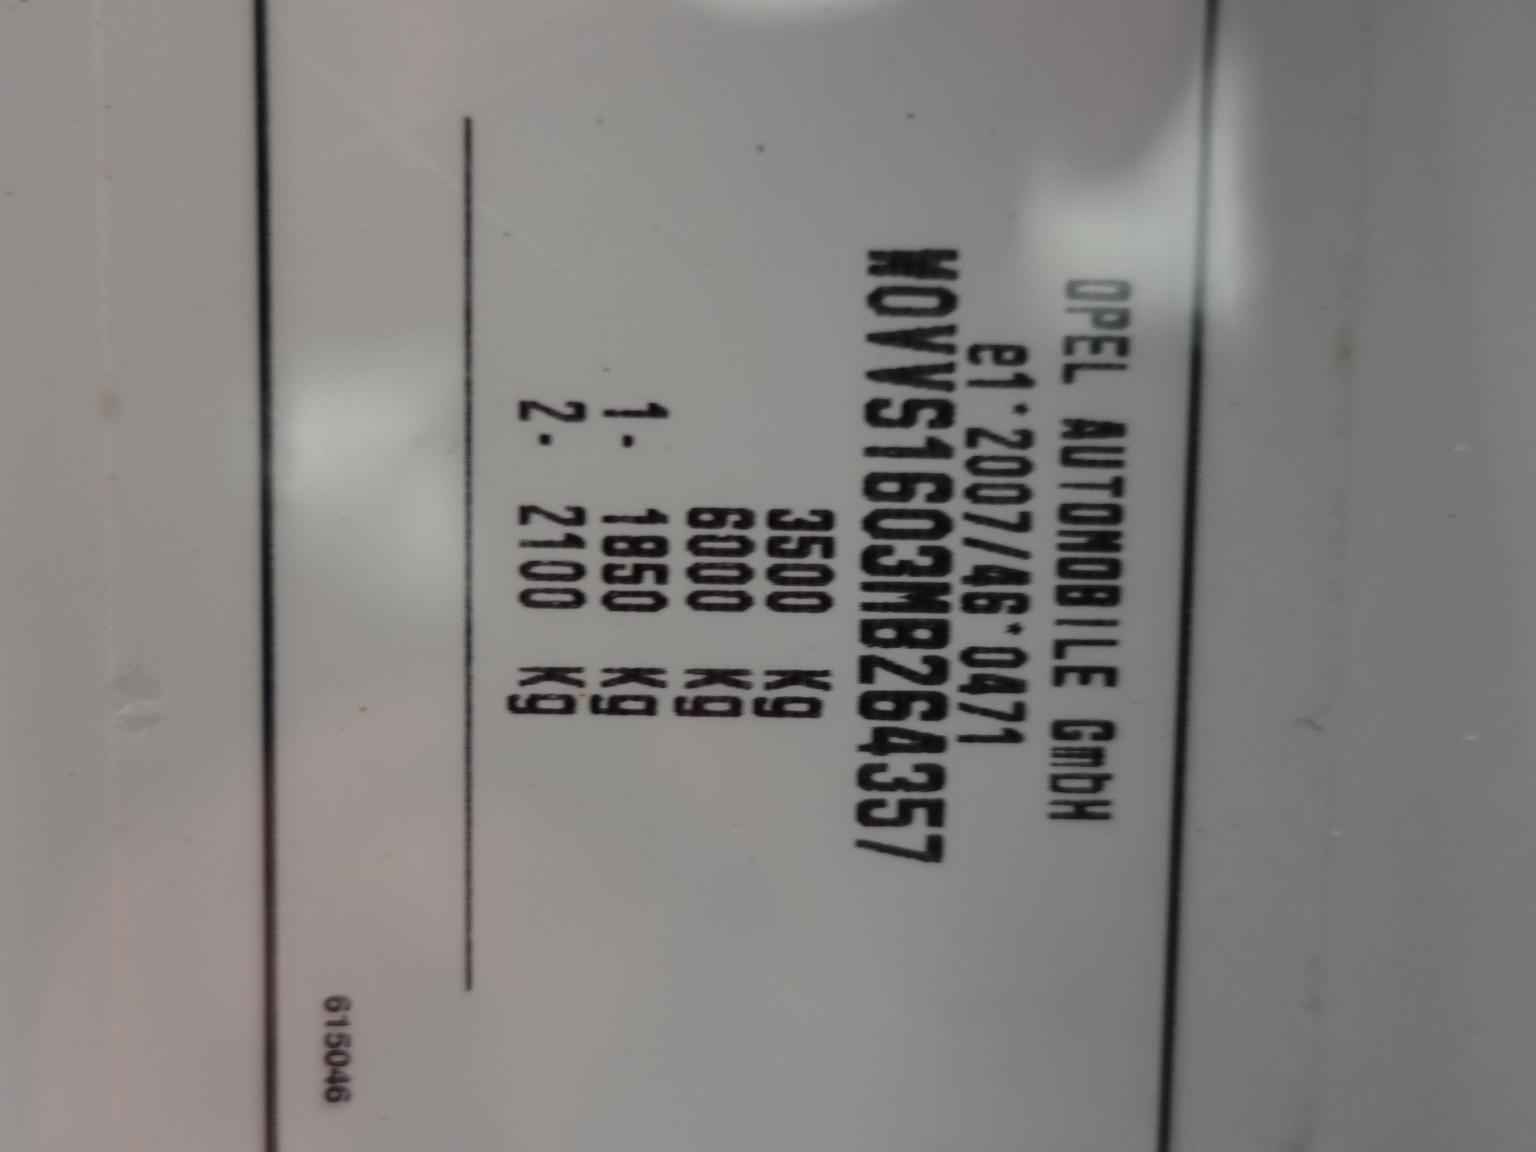 OPEL AUTOMOBILE GmbH
e1*2007/46*0471
W0VVS1603MB264357
3500 Kg
6000 Kg
1. 1850 Kg
2. 2100 Kg
615046